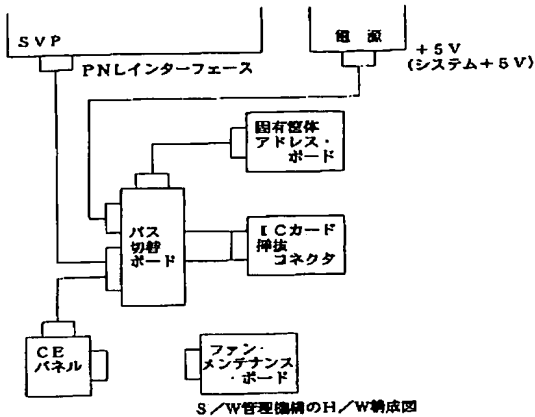 SVP
電 源
+5V
(システム+5V)
PNLインターフェース
固有筐体
アドレス・
ボード
バス
切替
ボード
ICカード
挿抜
コネクタ
CE
パネル
ファン・
メンテナンス
・ボード
S/W管理機構のH/W構成図